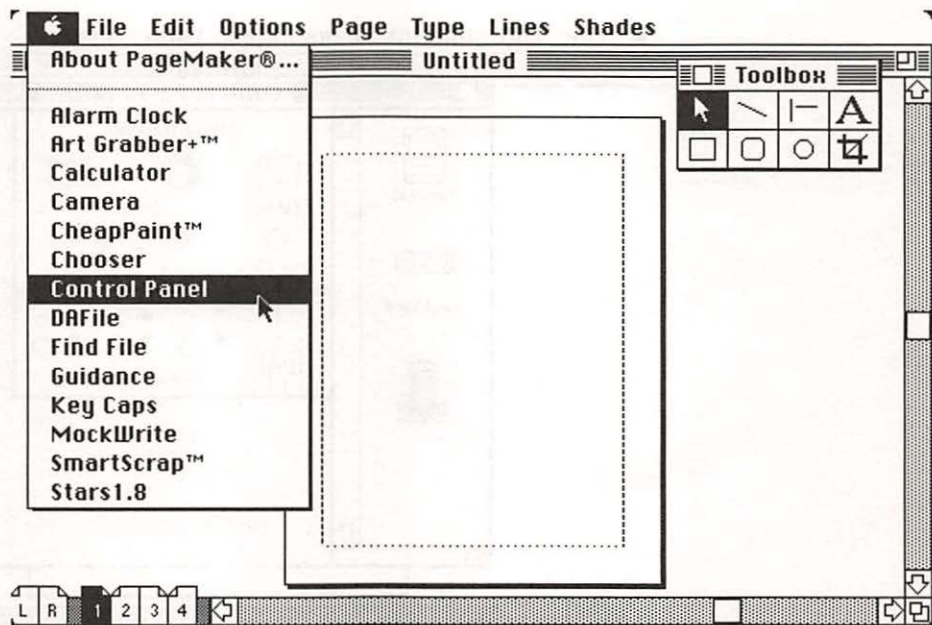 File Edit Options Page Type Lines Shades
About PageMaker®...
Untitled
Toolbox
A
Alarm Clock
Art Grabber+™
Calculator
Camera
CheapPaint™
Chooser
Control Panel
DAFile
Find File
Guidance
Key Caps
MockWrite
SmartScrap™
Stars1.8
L R 1 2 3 4